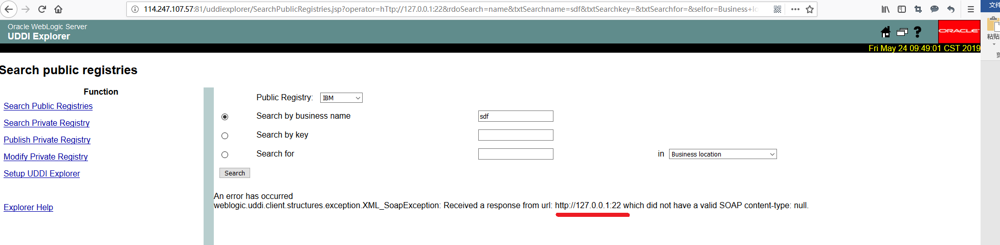 114.247.107.57:81/uddiexplorer/SearchPublicRegistries.jsp?operator=hTtp://127.0.0.1:22&rdoSearch=name&txtSearchname=sdf&txtSearchkey=&txtSearchfor=&selfor=Business+lo
文件
Oracle WebLogic Server
UDDI Explorer
ORACLE
粘贴
Fri May 24 09:49:01 CST 2019
Search public registries
Function
Search Public Registries
Search Private Registry
Publish Private Registry
Modify Private Registry
Setup UDDI Explorer
Explorer Help
Public Registry: IBM
Search by business name sdf
Search by key
Search for in Business location
Search
An error has occurred
weblogic.uddi.client.structures.exception.XML_SoapException: Received a response from url: http://127.0.0.1:22 which did not have a valid SOAP content-type: null.